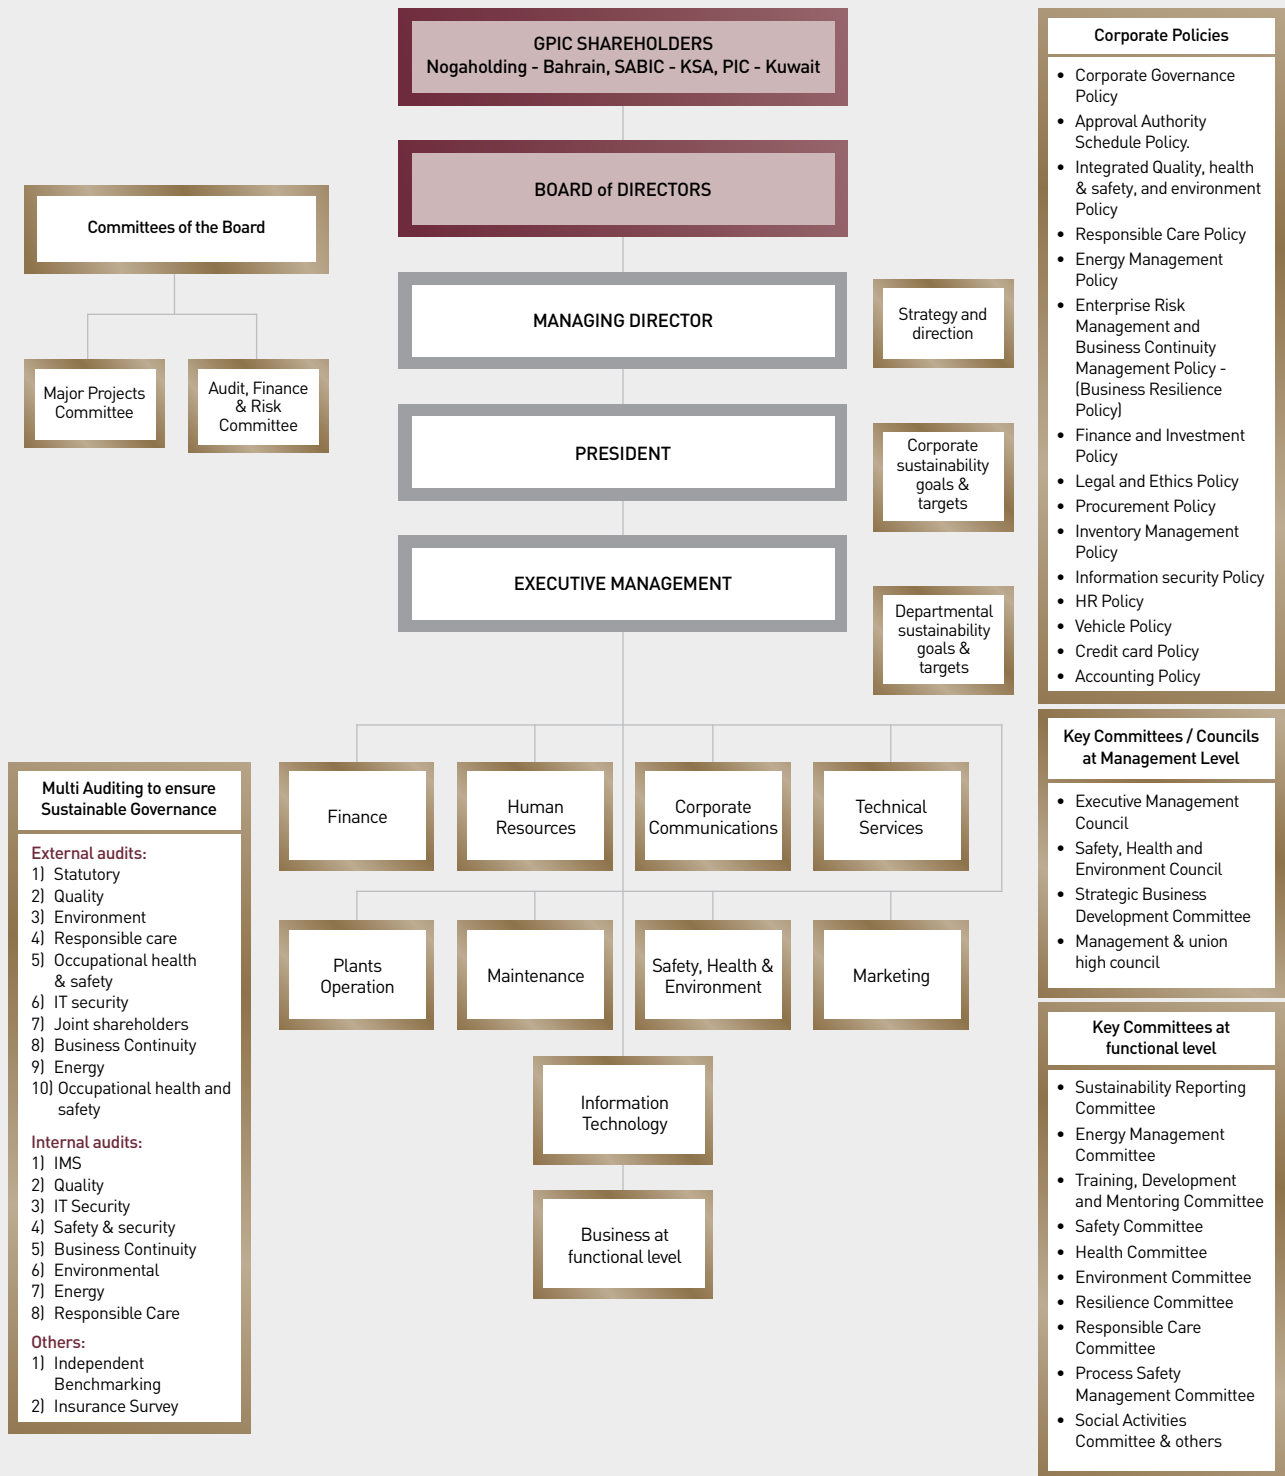 GPIC SHAREHOLDERS
Nogaholding - Bahrain, SABIC - KSA, PIC - Kuwait
BOARD of DIRECTORS
Committees of the Board
Major Projects
Committee
Audit, Finance
& Risk
Committee
MANAGING DIRECTOR
Strategy and
direction
PRESIDENT
Corporate
sustainability
goals &
targets
EXECUTIVE MANAGEMENT
Departmental
sustainability
goals &
targets
Finance
Human
Resources
Corporate
Communications
Technical
Services
Plants
Operation
Maintenance
Safety, Health &
Environment
Marketing
Information
Technology
Business at
functional level
Multi Auditing to ensure
Sustainable Governance
External audits:
1) Statutory
2) Quality
3) Environment
4) Responsible care
5) Occupational health
& safety
6) IT security
7) Joint shareholders
8) Business Continuity
9) Energy
10) Occupational health and
safety
Internal audits:
1) IMS
2) Quality
3) IT Security
4) Safety & security
5) Business Continuity
6) Environmental
7) Energy
8) Responsible Care
Others:
1) Independent
Benchmarking
2) Insurance Survey
Corporate Policies
• Corporate Governance
Policy
• Approval Authority
Schedule Policy.
• Integrated Quality, health
& safety, and environment
Policy
• Responsible Care Policy
• Energy Management
Policy
• Enterprise Risk
Management and
Business Continuity
Management Policy -
(Business Resilience
Policy)
• Finance and Investment
Policy
• Legal and Ethics Policy
• Procurement Policy
• Inventory Management
Policy
• Information security Policy
• HR Policy
• Vehicle Policy
• Credit card Policy
• Accounting Policy
Key Committees / Councils
at Management Level
• Executive Management
Council
• Safety, Health and
Environment Council
• Strategic Business
Development Committee
• Management & union
high council
Key Committees at
functional level
• Sustainability Reporting
Committee
• Energy Management
Committee
• Training, Development
and Mentoring Committee
• Safety Committee
• Health Committee
• Environment Committee
• Resilience Committee
• Responsible Care
Committee
• Process Safety
Management Committee
• Social Activities
Committee & others